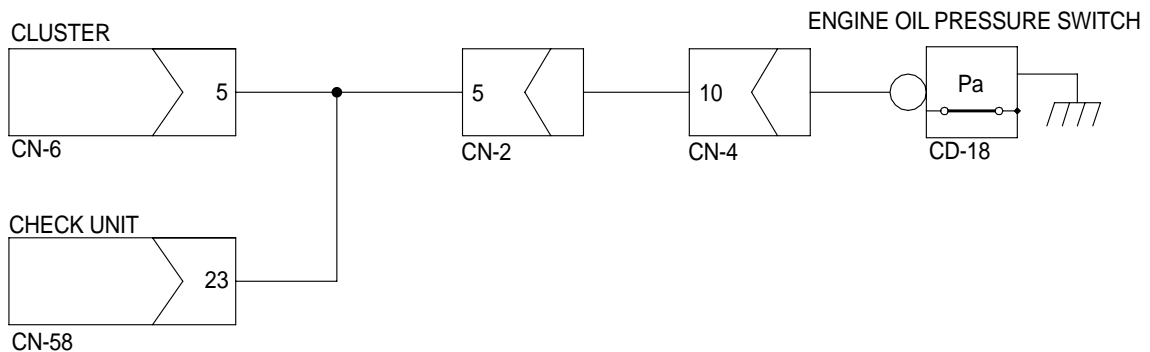 ENGINE OIL PRESSURE SWITCH
CLUSTER
5
CN-6
5
CN-2
10
CN-4
Pa
CD-18
CHECK UNIT
23
CN-58